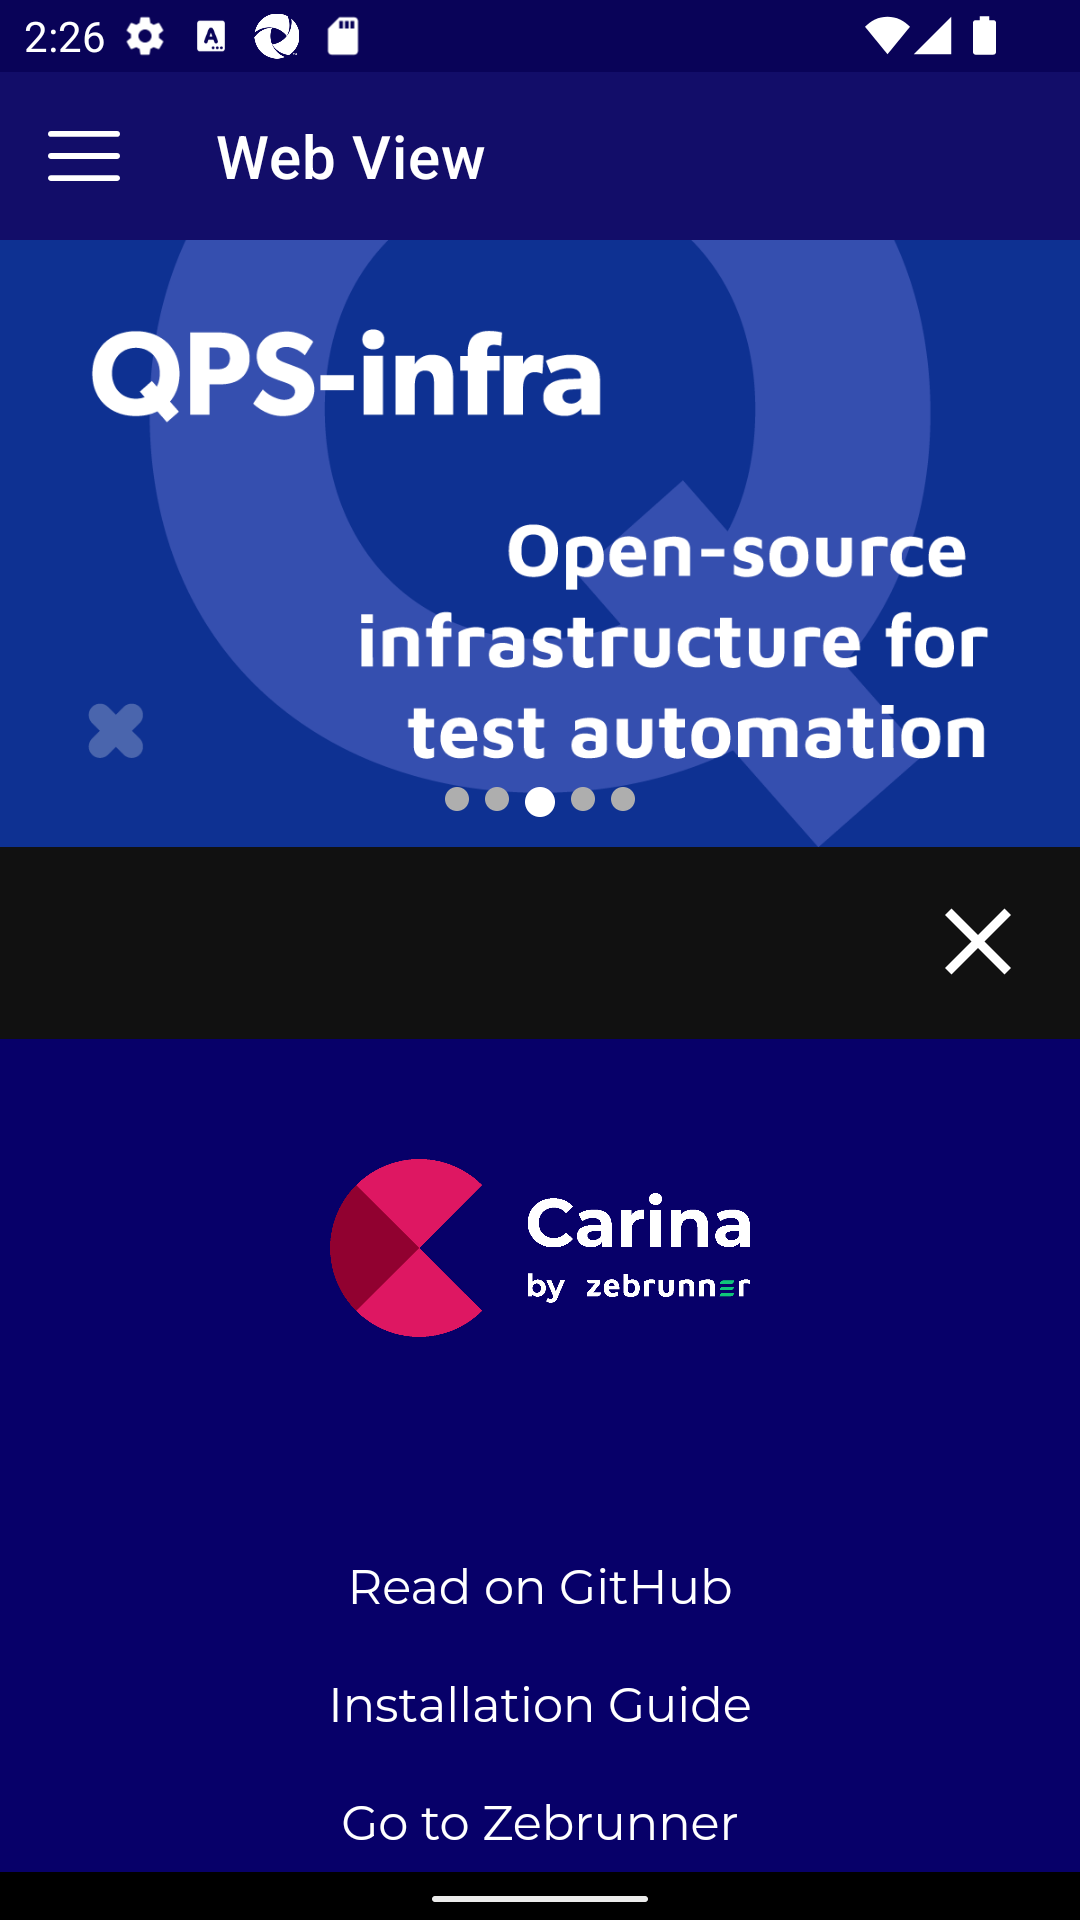 2:26
Web View
QPS-infra
Open-source
infrastructure for
test automation
Carina
by zebrunner
Read on GitHub
Installation Guide
Go to Zebrunner